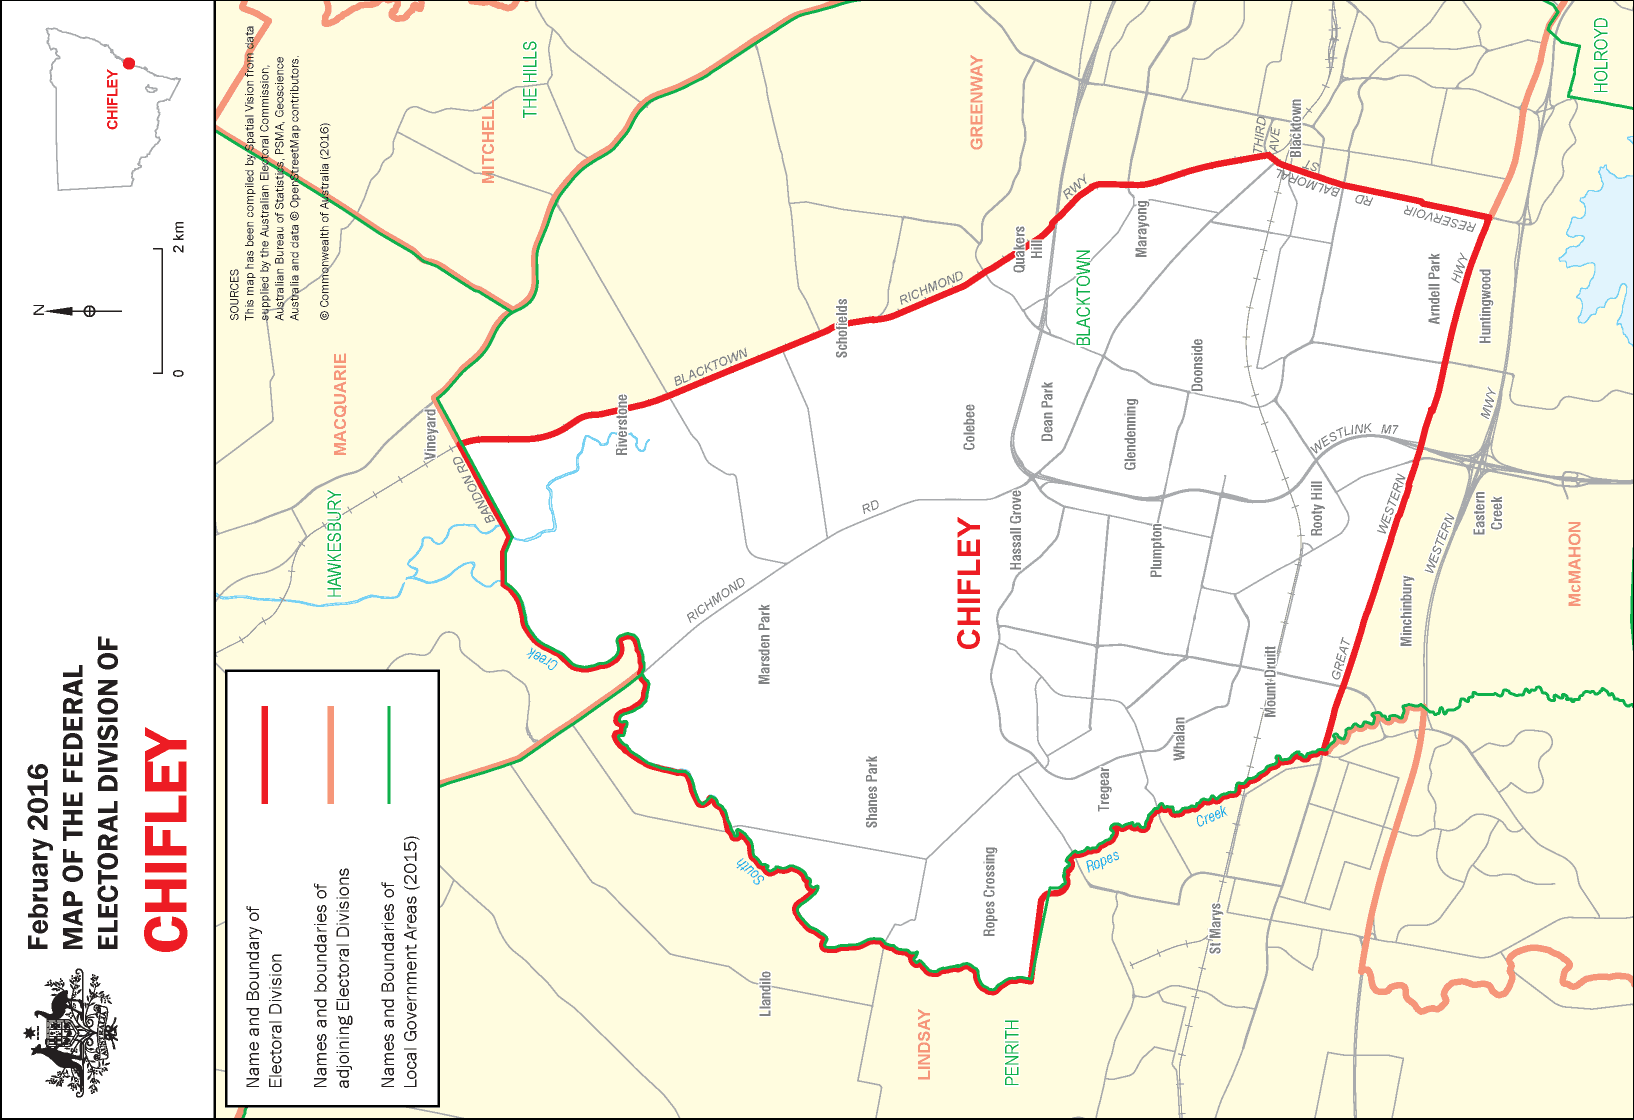 February 2016
MAP OF THE FEDERAL
ELECTORAL DIVISION OF
CHIFLEY
N
0
2 km
CHIFLEY
Name and Boundary of
Electoral Division
Names and boundaries of
adjoining Electoral Divisions
Names and Boundaries of
Local Government Areas (2015)
SOURCES
This map has been compiled by Spatial Vision from data
supplied by the Australian Electoral Commission,
Australian Bureau of Statistics, PSMA, Geoscience
Australia and data © OpenStreetMap contributors.
© Commonwealth of Australia (2016)
HAWKESBURY
MACQUARIE
MITCHELL
THE HILLS
Vineyard
BANDON RD
Creek
Riverstone
BLACKTOWN
RICHMOND
RD
Marsden Park
South
Llandilo
Schofields
RICHMOND
RWY
Shanes Park
LINDSAY
PENRITH
CHIFLEY
Colebee
GREENWAY
Quakers
Hill
Ropes Crossing
Hassall Grove
Dean Park
BLACKTOWN
Marayong
Tregear
Ropes
Creek
Glendenning
Plumpton
Whalan
Doonside
St Marys
Mount Druitt
Rooty Hill
THIRD
AVE
Blacktown
BALMORAL
ST
RESERVOIR
RD
WESTLINK M7
GREAT
WESTERN
HWY
Arndell Park
Minchinbury
WESTERN
MWY
Huntingwood
Eastern
Creek
McMAHON
HOLROYD